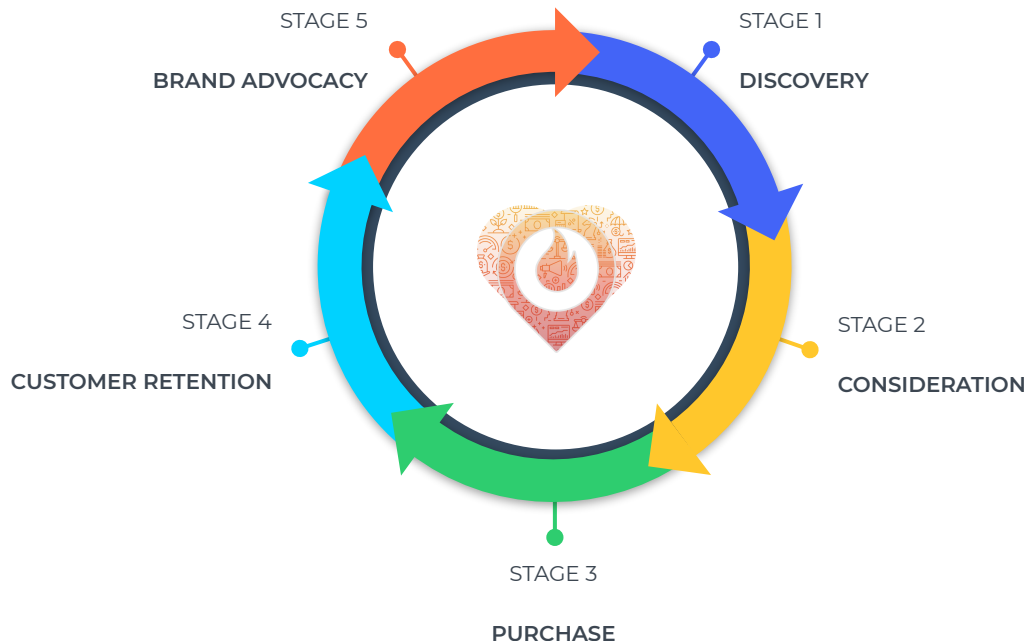 STAGE 1
DISCOVERY
STAGE 2
CONSIDERATION
STAGE 3
PURCHASE
STAGE 4
CUSTOMER RETENTION
STAGE 5
BRAND ADVOCACY